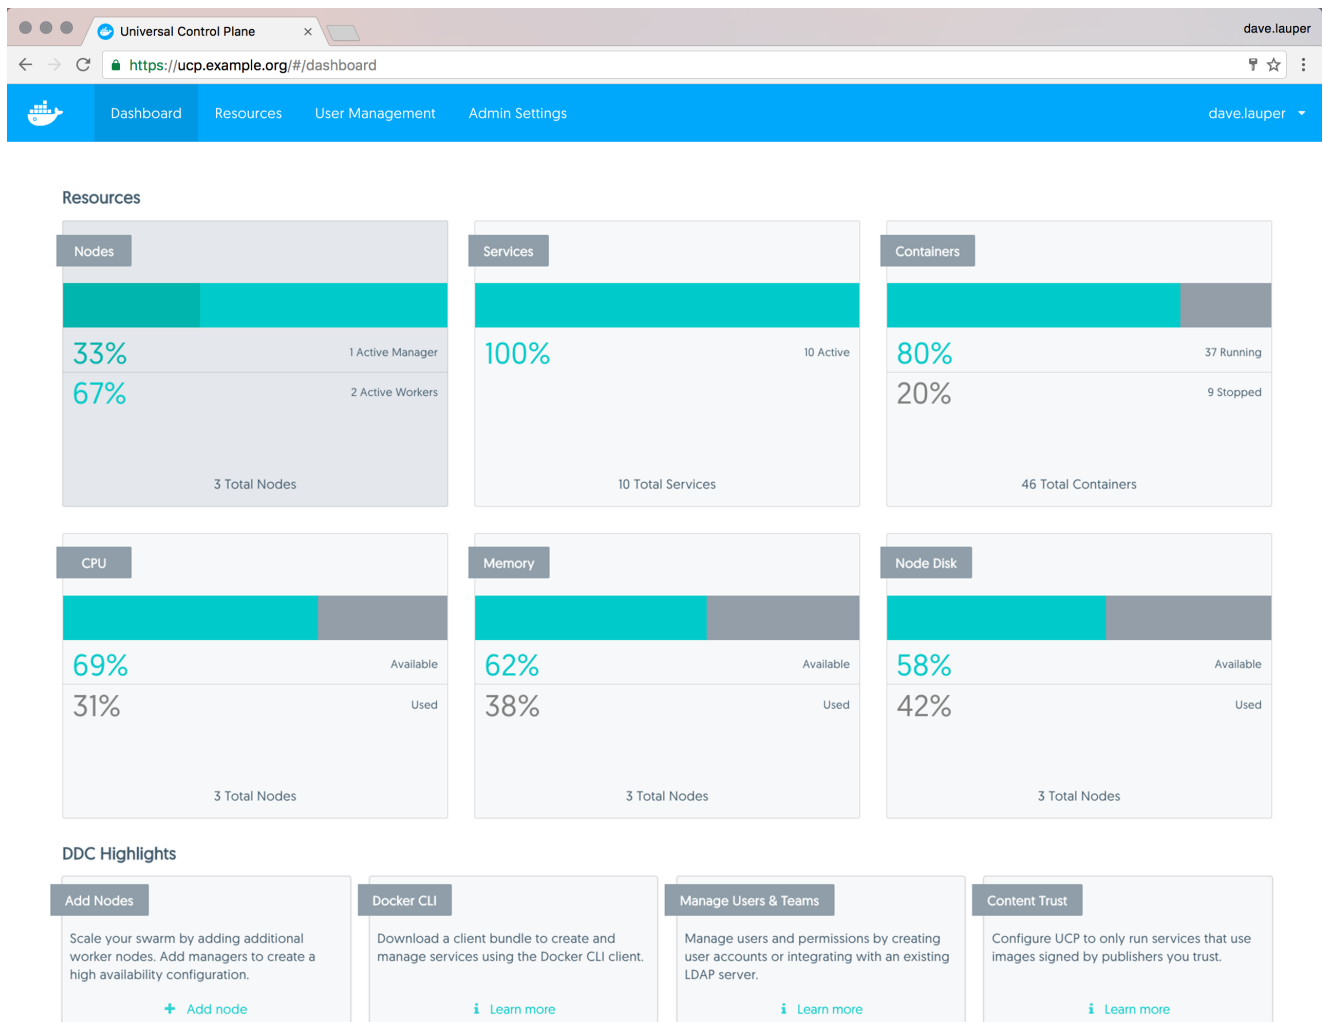 Universal Control Plane
dave.lauper
https://ucp.example.org/#/dashboard
Dashboard
Resources
User Management
Admin Settings
dave.lauper
Resources
Nodes
33%
1 Active Manager
67%
2 Active Workers
3 Total Nodes
Services
100%
10 Active
10 Total Services
Containers
80%
37 Running
20%
9 Stopped
46 Total Containers
CPU
69%
Available
31%
Used
3 Total Nodes
Memory
62%
Available
38%
Used
3 Total Nodes
Node Disk
58%
Available
42%
Used
3 Total Nodes
DDC Highlights
Add Nodes
Scale your swarm by adding additional
worker nodes. Add managers to create a
high availability configuration.
Add node
Docker CLI
Download a client bundle to create and
manage services using the Docker CLI client.
Learn more
Manage Users & Teams
Manage users and permissions by creating
user accounts or integrating with an existing
LDAP server.
Learn more
Content Trust
Configure UCP to only run services that use
images signed by publishers you trust.
Learn more